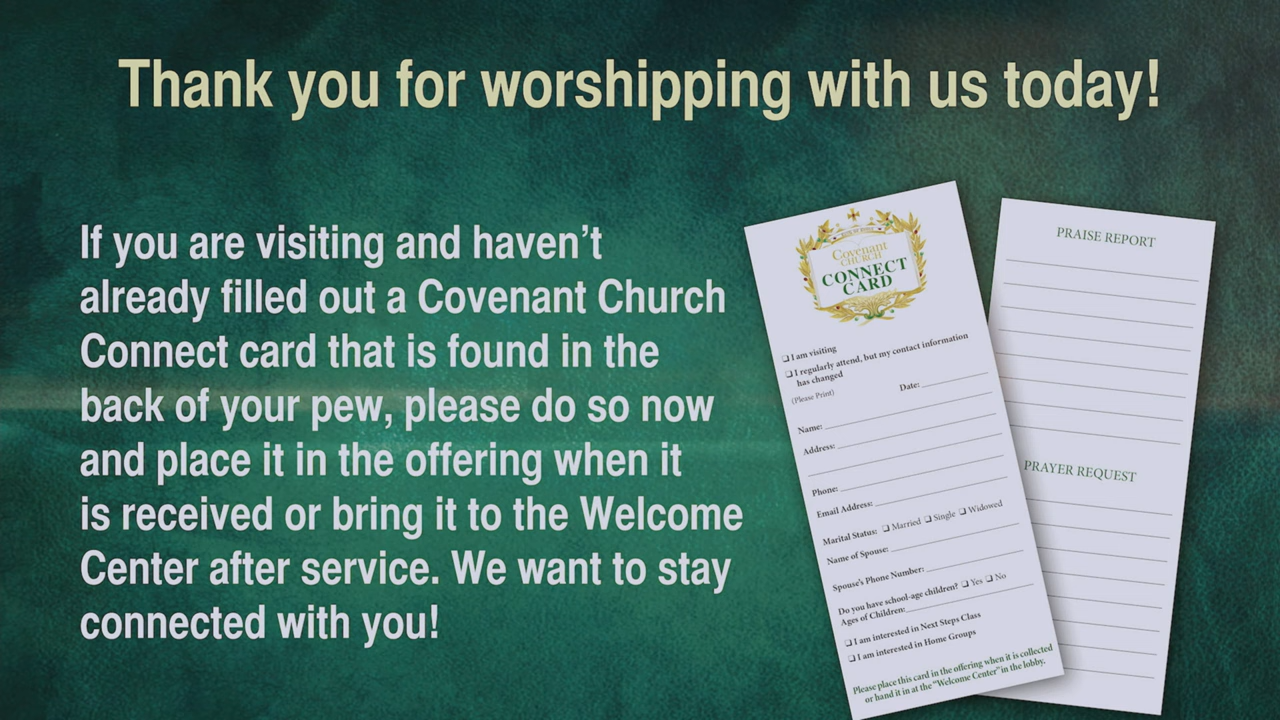 Thank you for worshipping with us today!
If you are visiting and haven’t
already filled out a Covenant Church
Connect card that is found in the
back of your pew, please do so now
and place it in the offering when it
is received or bring it to the Welcome
Center after service. We want to stay
connected with you!
Covenant
CHURCH
CONNECT
CARD
❏ I am visiting
❏ I regularly attend, but my contact information
has changed
(Please Print)
Date:
Name:
Address:
Phone:
Email Address:
Marital Status: ❏ Married ❏ Single ❏ Widowed
Name of Spouse:
Spouse’s Phone Number:
Do you have school-age children? ❏ Yes ❏ No
Ages of Children:
❏ I am interested in Next Steps Class
❏ I am interested in Home Groups
Please place this card in the offering when it is collected
or hand it in at the “Welcome Center” in the lobby.
PRAISE REPORT
PRAYER REQUEST